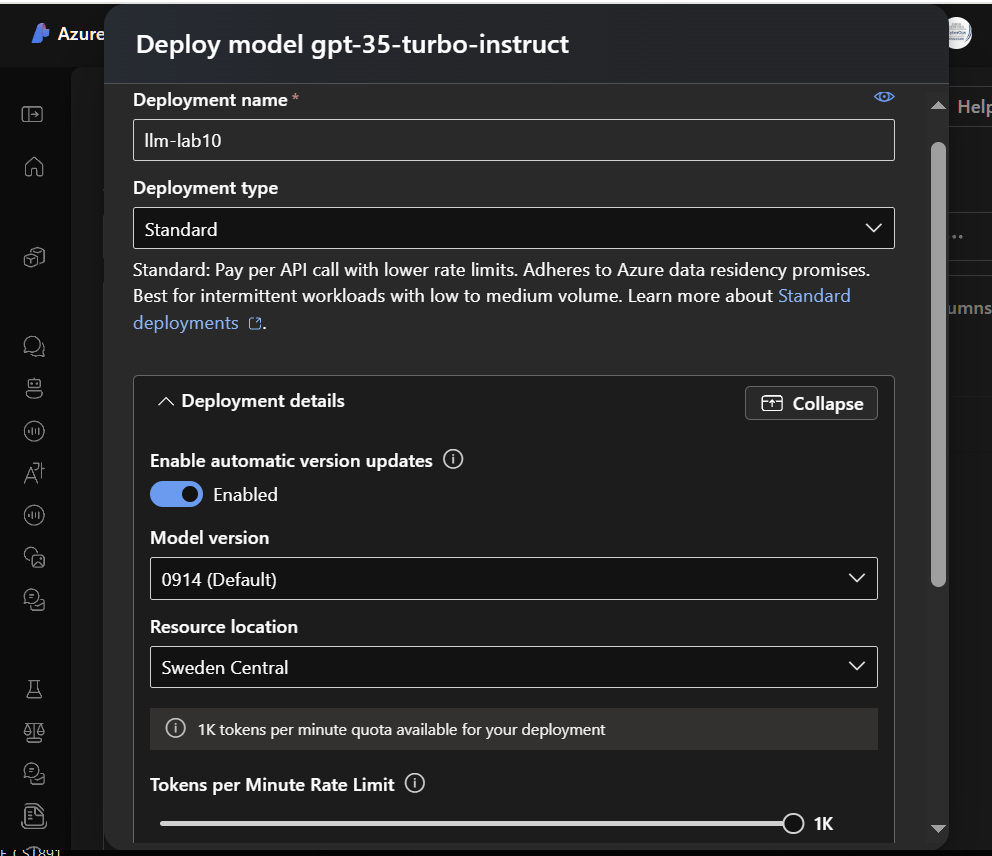 Azure
Deploy model gpt-35-turbo-instruct
Help
Deployment name *
llm-lab10
Deployment type
Standard
Standard: Pay per API call with lower rate limits. Adheres to Azure data residency promises.
Best for intermittent workloads with low to medium volume. Learn more about Standard
deployments.
umns
Deployment details
Collapse
Enable automatic version updates
Enabled
Model version
0914 (Default)
Resource location
Sweden Central
1K tokens per minute quota available for your deployment
Tokens per Minute Rate Limit
1K